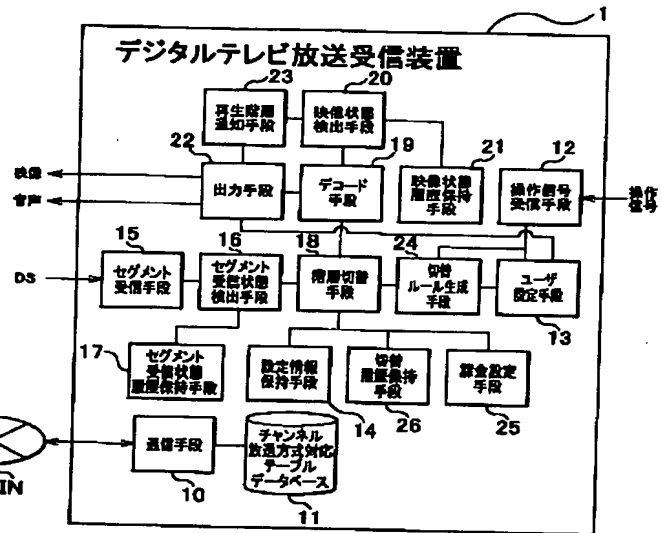 1
デジタルテレビ放送受信装置
23
再生階層
通知手段
20
映像状態
検出手段
22
出力手段
19
デコード
手段
21
映像状態
履歴保持
手段
12
操作信号
受信手段
映像
音声
操作
信号
15
セグメント
受信手段
16
セグメント
受信状態
検出手段
18
階層切替
手段
24
切替
ルール生成
手段
ユーザ
設定手段
13
DS
17
セグメント
受信状態
履歴保持手段
設定情報
保持手段
14
切替
履歴保持
手段
26
課金設定
手段
25
IN
通信手段
10
チャンネル
放送方式対応
テーブル
データベース
11